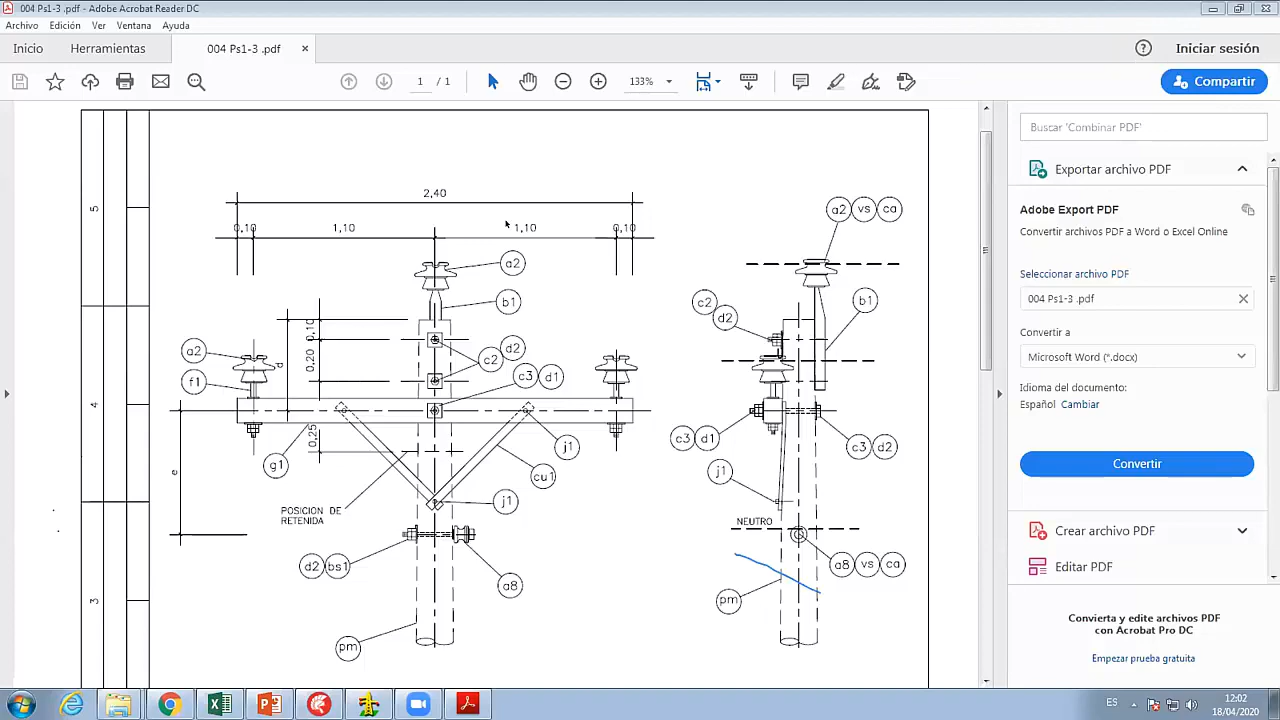 004 Ps1-3 .pdf - Adobe Acrobat Reader DC
Archivo Edición Ver Ventana Ayuda
Inicio Herramientas 004 Ps1-3 .pdf × Iniciar sesión
1 / 1 133% Compartir
Buscar 'Combinar PDF'
Exportar archivo PDF
Adobe Export PDF
Convertir archivos PDF a Word o Excel Online
Seleccionar archivo PDF
004 Ps1-3 .pdf
Convertir a
Microsoft Word (*.docx)
Idioma del documento:
Español Cambiar
Convertir
Crear archivo PDF
Editar PDF
Convierta y edite archivos PDF
con Acrobat Pro DC
Empezar prueba gratuita
5
4
3
2,40
0,10 1,10 1,10 0,10
a2
b1
0,10
d2
a2
0,20
d
c2
c3 d1
f1
0,25
j1
g1
e
cu1
POSICION DE
RETENIDA
j1
d2 bs1
a8
pm
a2 vs ca
c2
d2
b1
c3 d1
c3 d2
j1
NEUTRO
a8 vs ca
pm
ES
12:02
18/04/2020